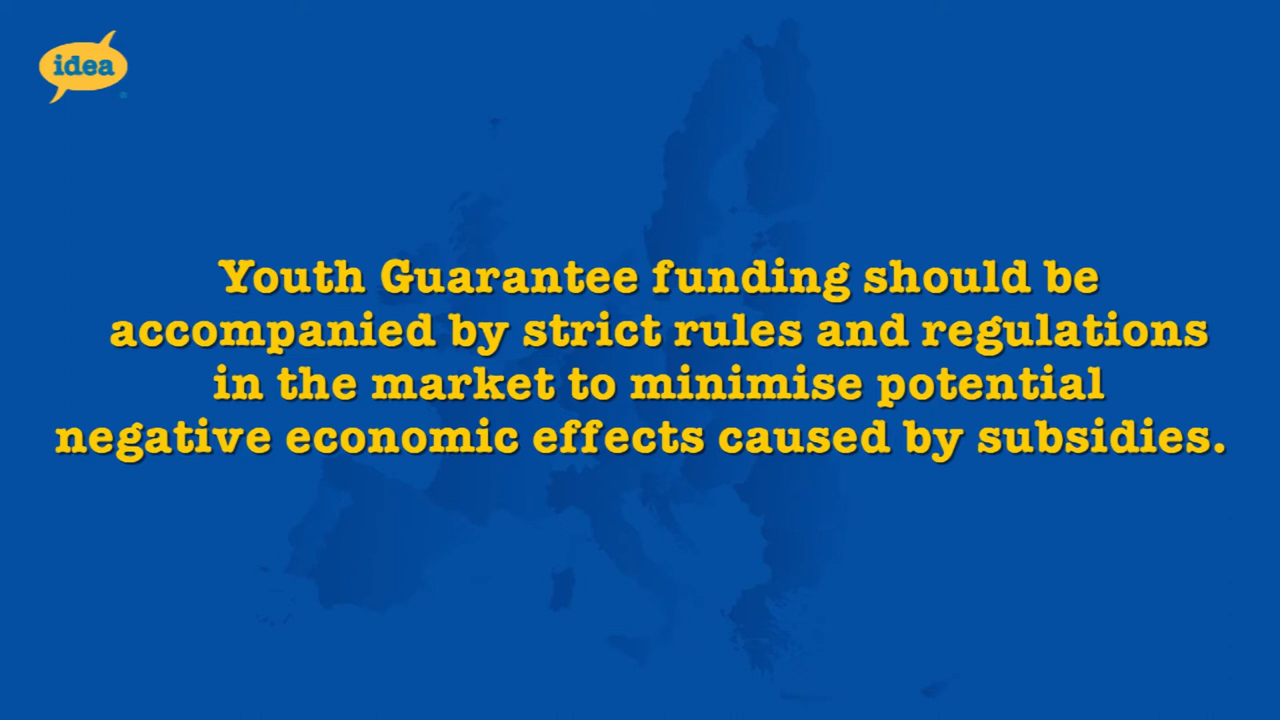 idea
Youth Guarantee funding should be
accompanied by strict rules and regulations
in the market to minimise potential
negative economic effects caused by subsidies.